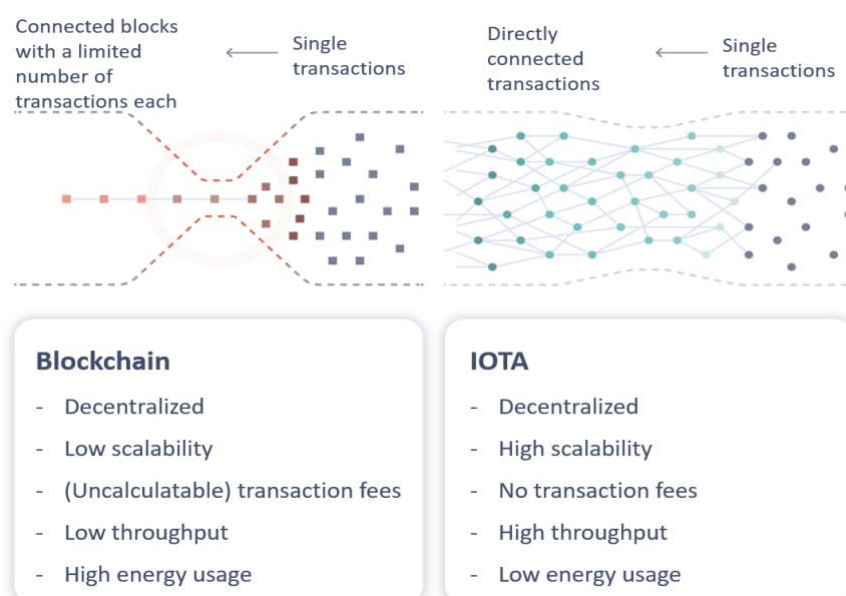 Connected blocks
with a limited
number of
transactions each
Single
transactions
Directly
connected
transactions
Single
transactions
Blockchain
- Decentralized
- Low scalability
- (Uncalculatable) transaction fees
- Low throughput
- High energy usage
IOTA
- Decentralized
- High scalability
- No transaction fees
- High throughput
- Low energy usage